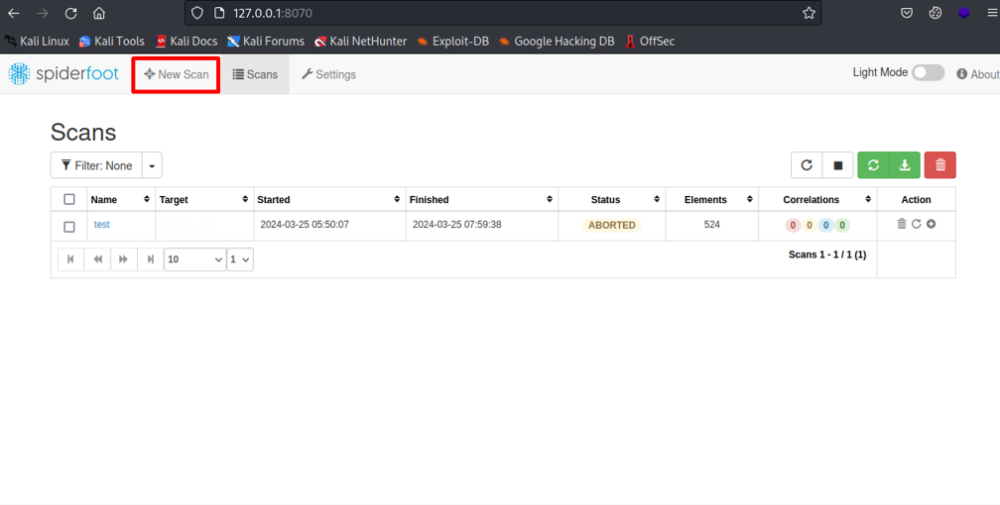 127.0.0.1:8070
Kali Linux Kali Tools Kali Docs Kali Forums Kali NetHunter Exploit-DB Google Hacking DB OffSec
spiderfoot New Scan Scans Settings Light Mode About
Scans
Filter: None
Name Target Started Finished Status Elements Correlations Action
test 2024-03-25 05:50:07 2024-03-25 07:59:38 ABORTED 524 0 0 0 0
10 1 Scans 1 - 1 / 1 (1)